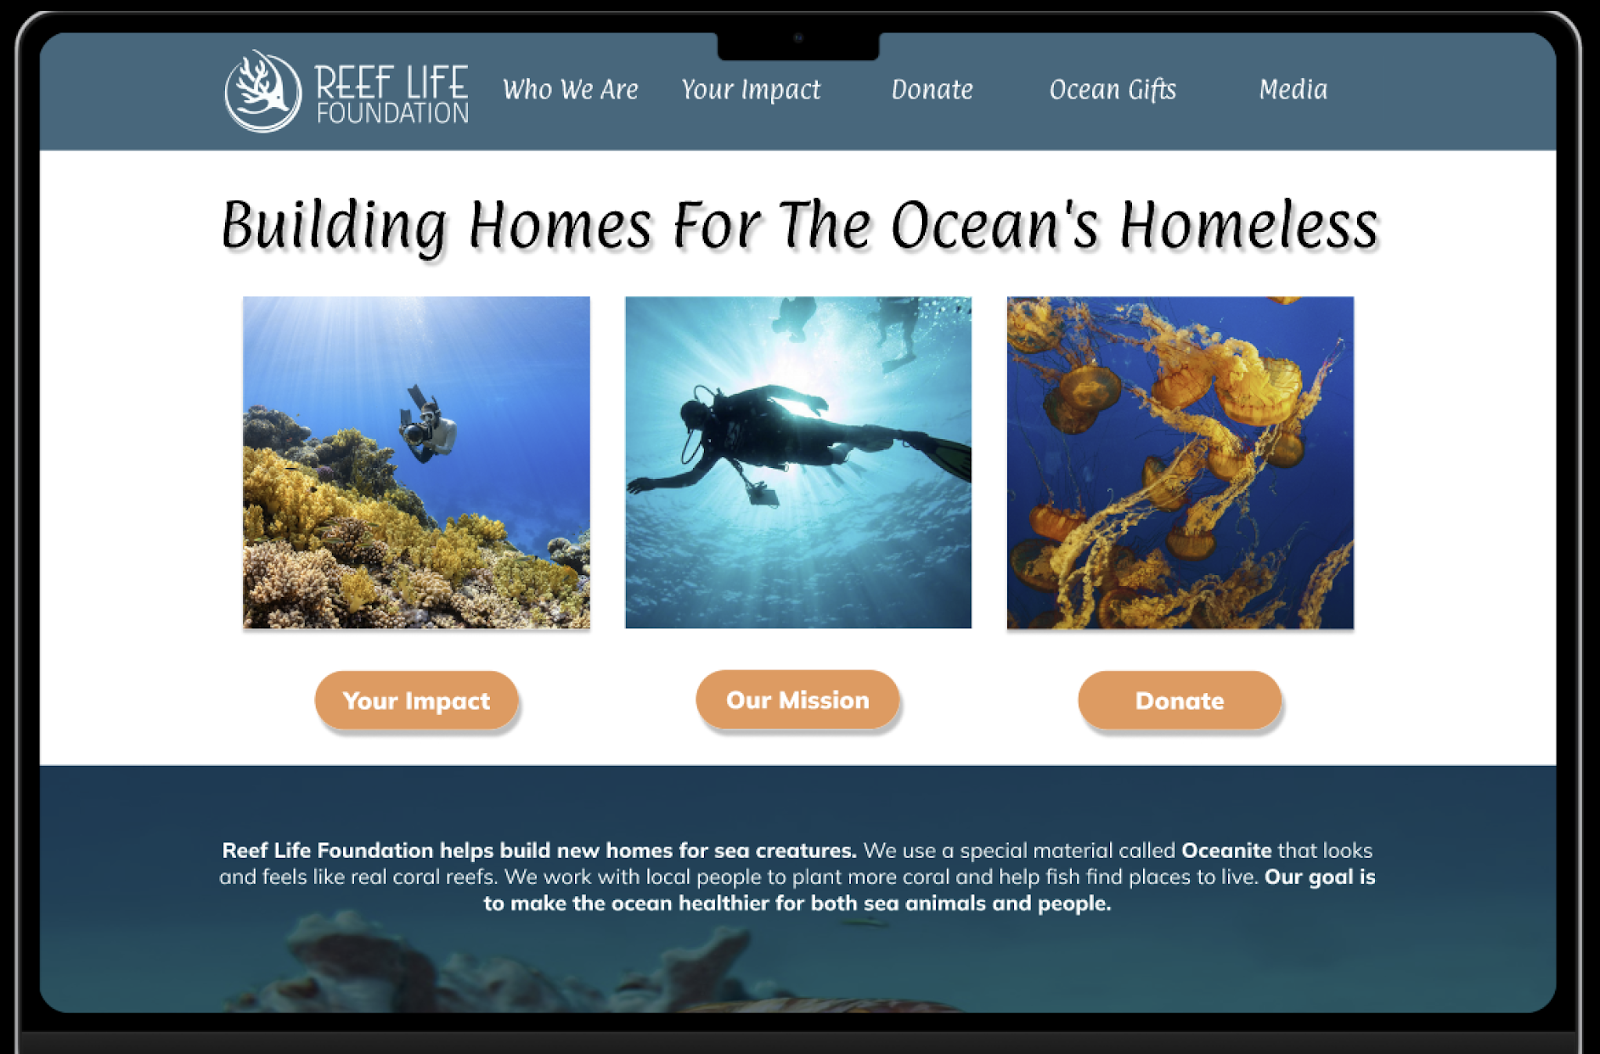 REEF LIFE
FOUNDATION
Who We Are
Your Impact
Donate
Ocean Gifts
Media
Building Homes For The Ocean's Homeless
Your Impact
Our Mission
Donate
Reef Life Foundation helps build new homes for sea creatures. We use a special material called Oceanite that looks
and feels like real coral reefs. We work with local people to plant more coral and help fish find places to live. Our goal is
to make the ocean healthier for both sea animals and people.